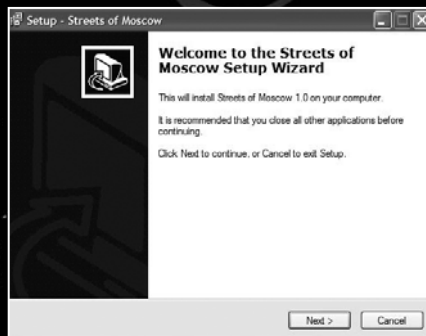 Setup - Streets of Moscow
Welcome to the Streets of
Moscow Setup Wizard
This will install Streets of Moscow 1.0 on your computer.
It is recommended that you close all other applications before
continuing.
Click Next to continue, or Cancel to exit Setup.
Next >
Cancel